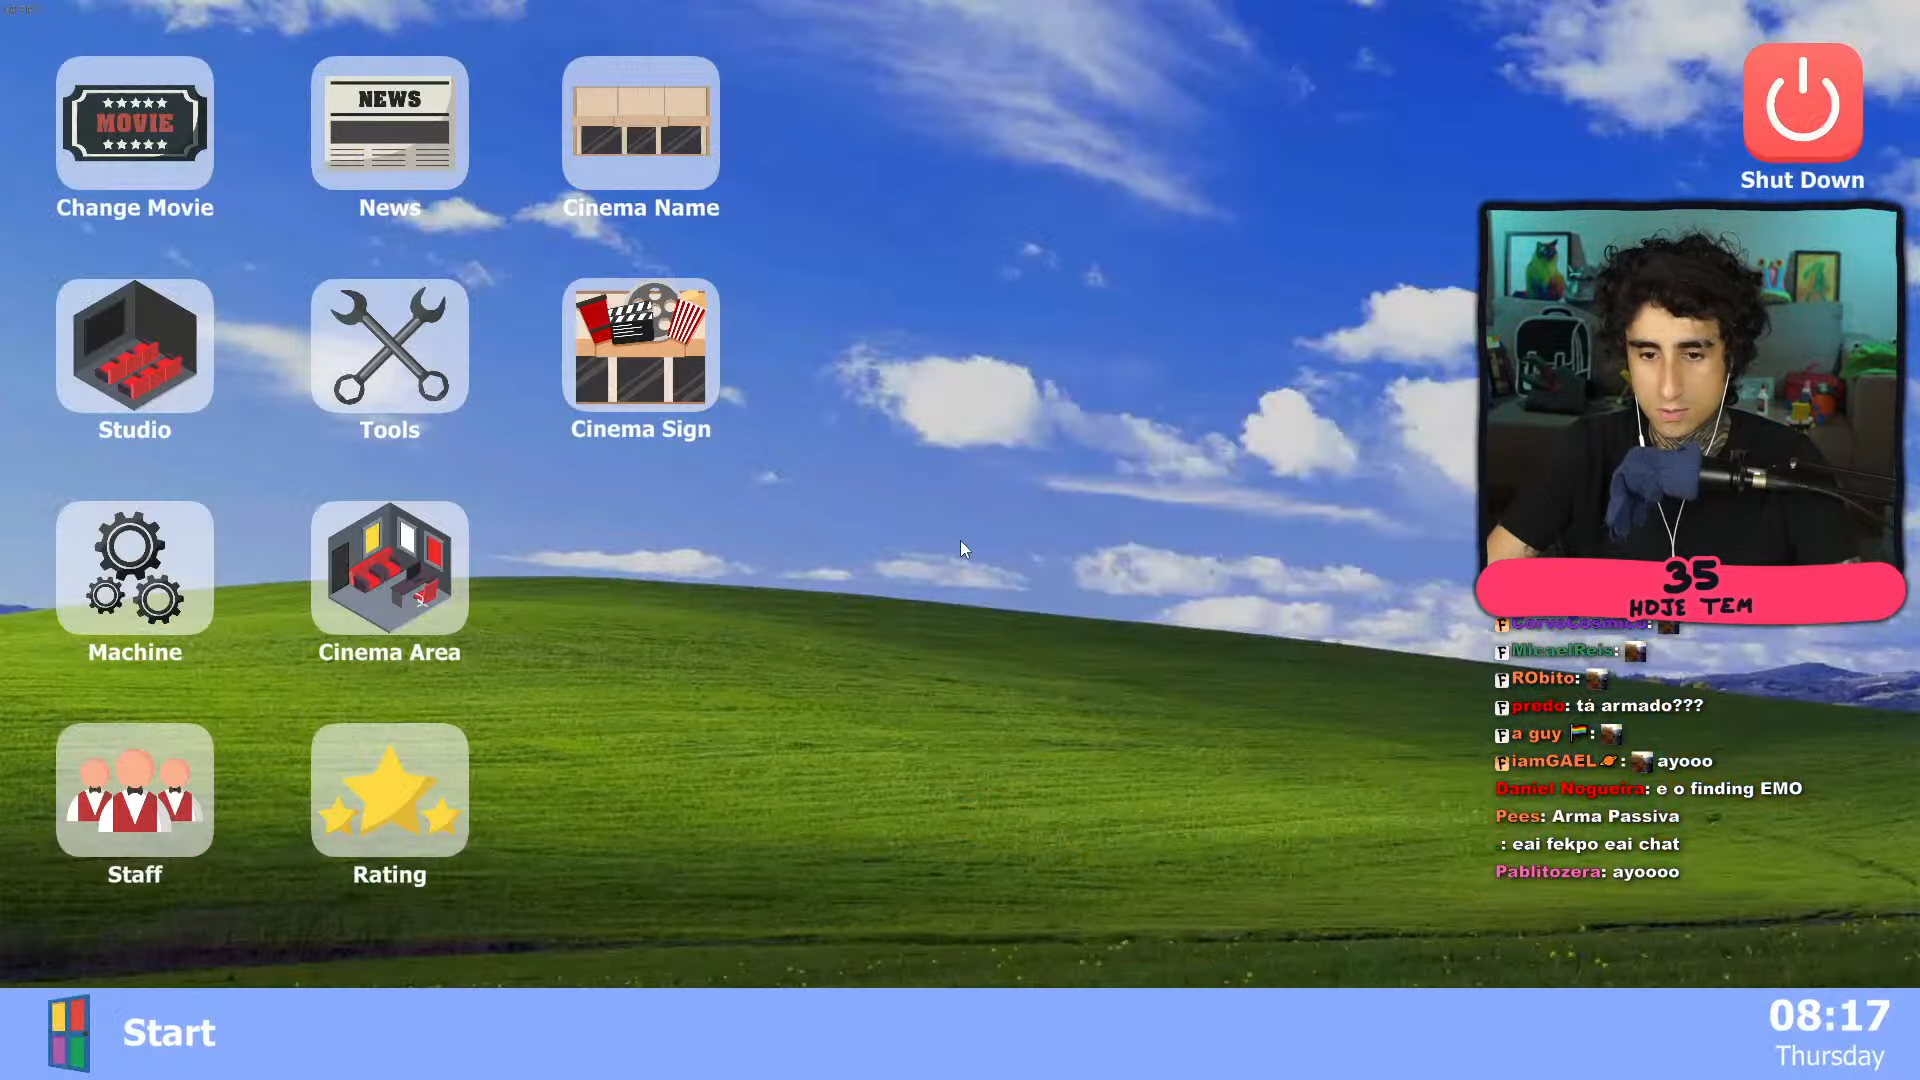 MOVIE
Change Movie
NEWS
News
Cinema Name
Shut Down
Studio
Tools
Cinema Sign
Machine
Cinema Area
Staff
Rating
35
HOJE TEM
CorvoCosmico:
MicaelReis:
RObito:
predo: tá armado???
a guy 🏳️‍🌈:
iamGAEL🪐: ayooo
Daniel Nogueira: e o finding EMO
Pees: Arma Passiva
: eai fekpo eai chat
Pablitozera: ayoooo
Start
08:17
Thursday